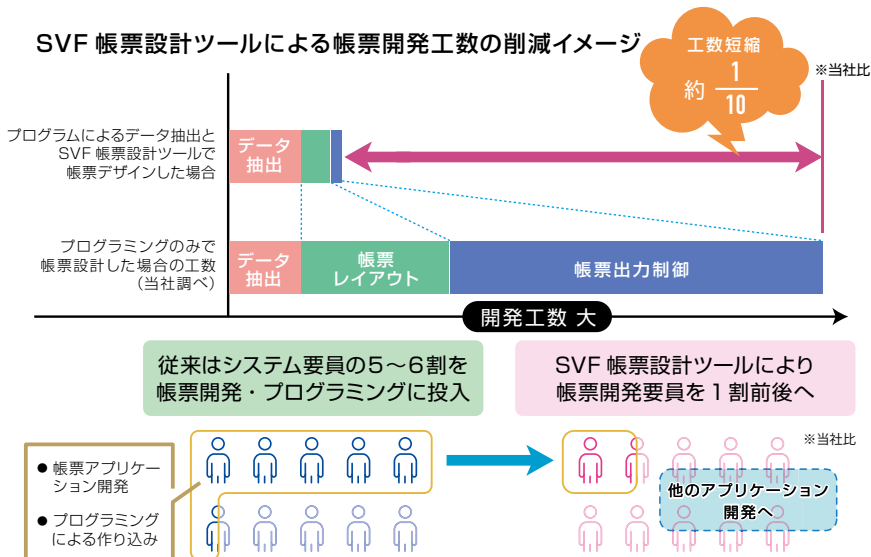 SVF 帳票設計ツールによる帳票開発工数の削減イメージ
工数短縮
約 1/10
※当社比
プログラムによるデータ抽出と
SVF 帳票設計ツールで
帳票デザインした場合
データ
抽出
プログラミングのみで
帳票設計した場合の工数
(当社調べ)
データ
抽出
帳票
レイアウト
帳票出力制御
開発工数 大
従来はシステム要員の5〜6割を
帳票開発・プログラミングに投入
SVF 帳票設計ツールにより
帳票開発要員を1割前後へ
※当社比
● 帳票アプリケー
ション開発
● プログラミング
による作り込み
他のアプリケーション
開発へ